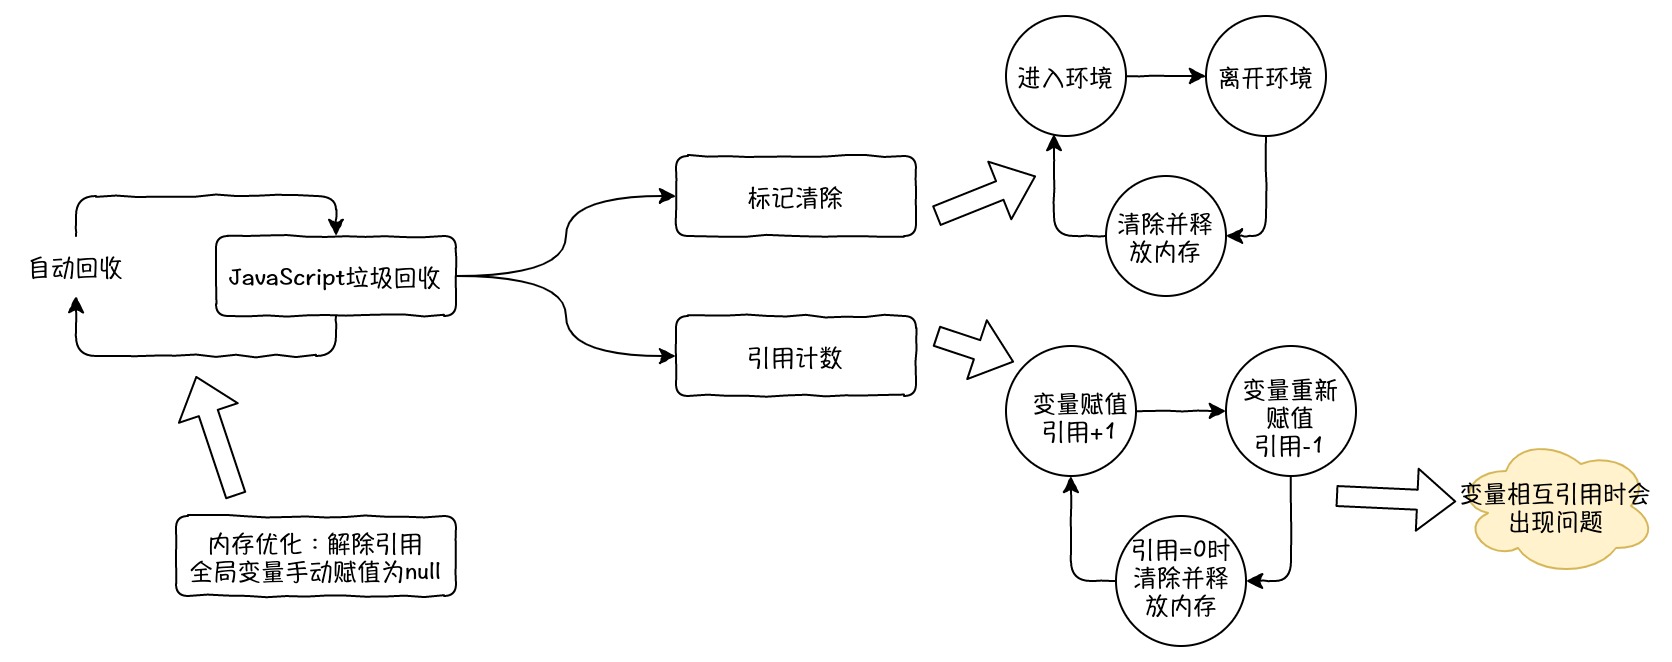 进入环境
离开环境
清除并释
放内存
标记清除
自动回收
JavaScript垃圾回收
引用计数
变量赋值
引用+1
变量重新
赋值
引用-1
引用=0时
清除并释
放内存
变量相互引用时会
出现问题
内存优化：解除引用
全局变量手动赋值为null